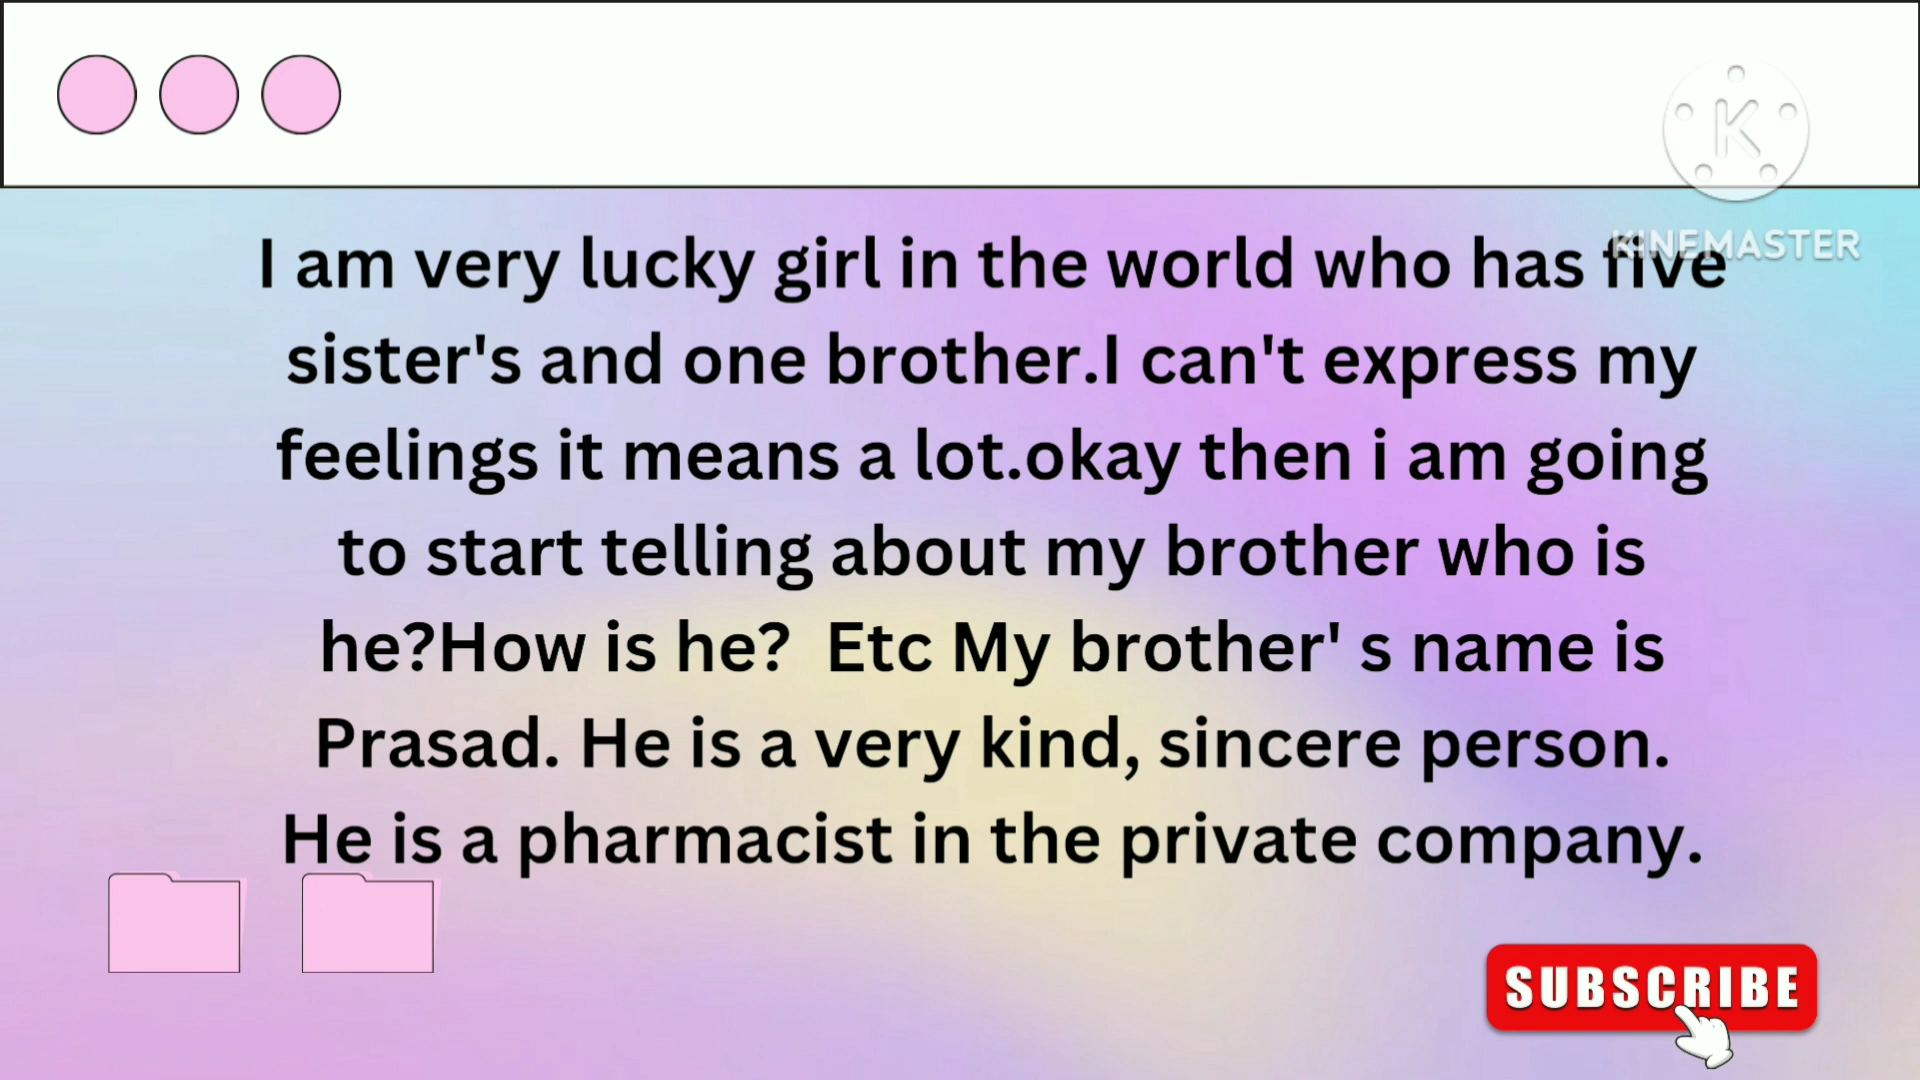 K
KINEMASTER
I am very lucky girl in the world who has five
sister's and one brother.I can't express my
feelings it means a lot.okay then i am going
to start telling about my brother who is
he?How is he?  Etc My brother' s name is
Prasad. He is a very kind, sincere person.
He is a pharmacist in the private company.
SUBSCRIBE